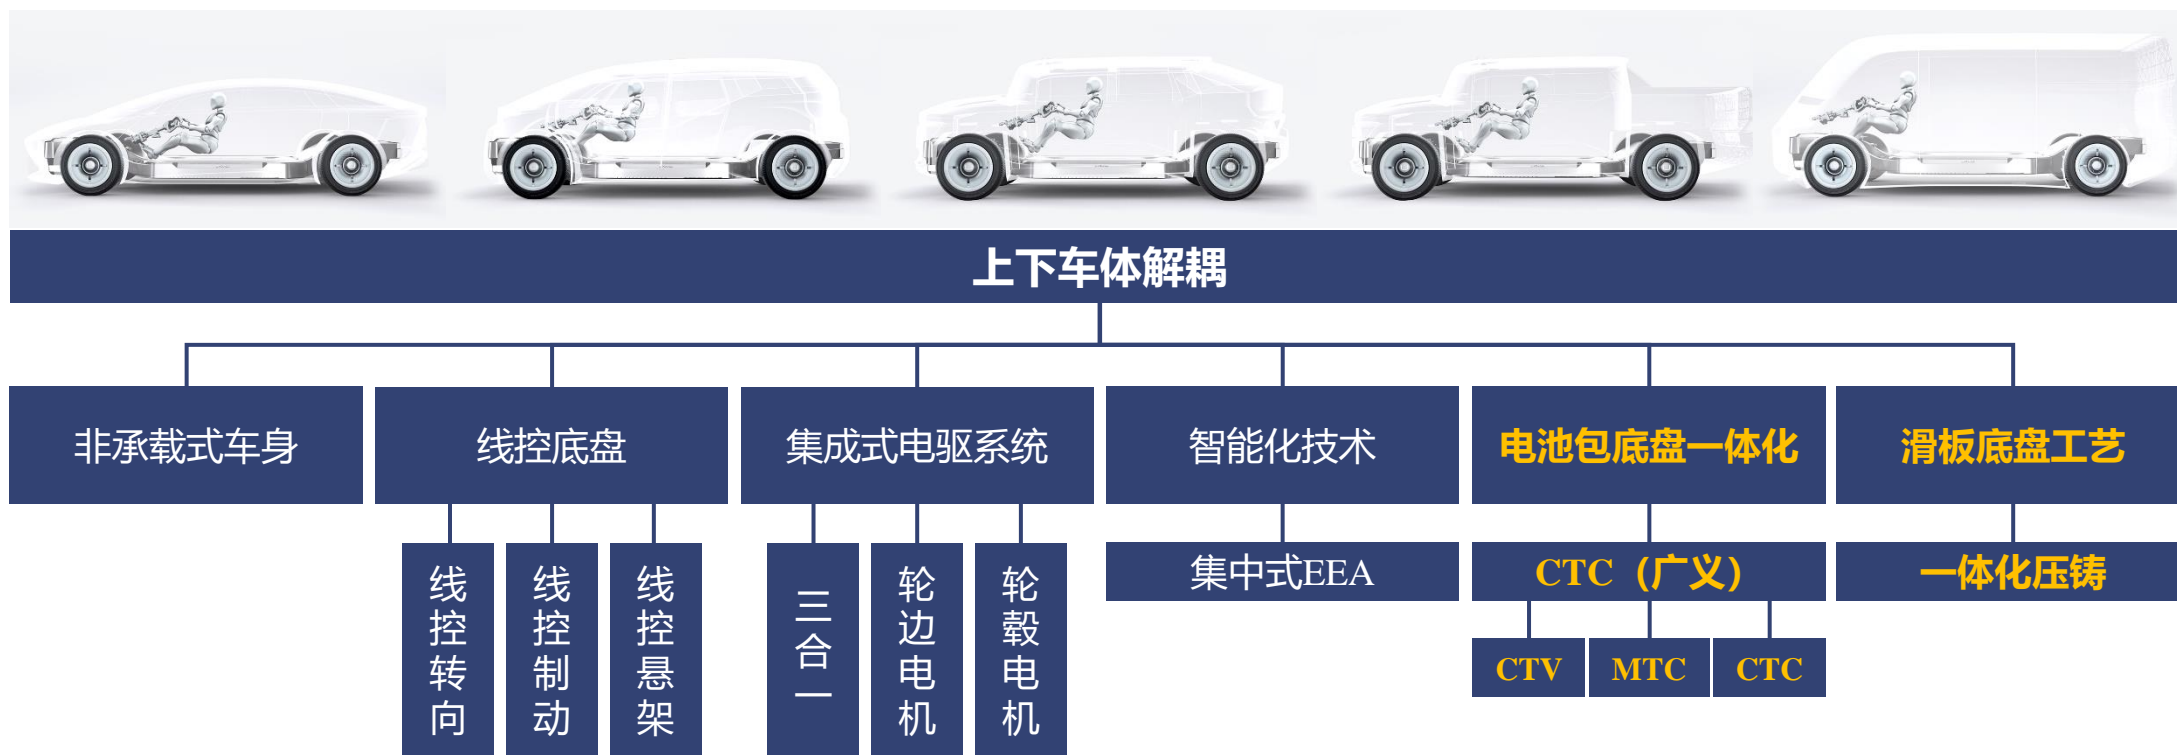 上下车体解耦
非承载式车身
线控底盘
集成式电驱系统
智能化技术
电池包底盘一体化
滑板底盘工艺
线控转向
线控制动
线控悬架
三合一
轮边电机
轮毂电机
集中式EEA
CTC（广义）
一体化压铸
CTV
MTC
CTC